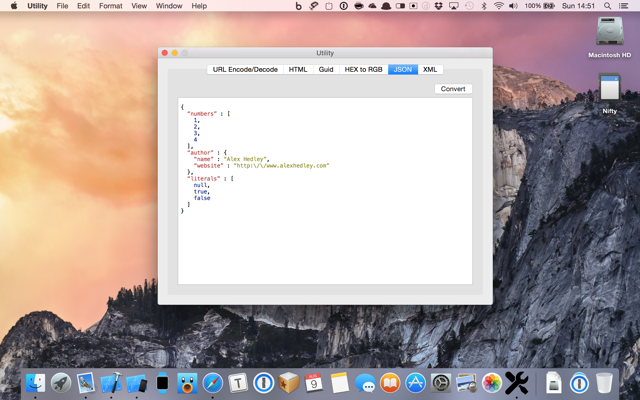 Utility File Edit Format View Window Help 100% Sun 14:51
Utility
URL Encode/Decode HTML Guid HEX to RGB JSON XML
Convert
{
"numbers" : [
1,
2,
3,
4
],
"author" : {
"name" : "Alex Hedley",
"website" : "http:\/\/www.alexhedley.com"
},
"literals" : [
null,
true,
false
]
}
Macintosh HD
Nifty
T
9